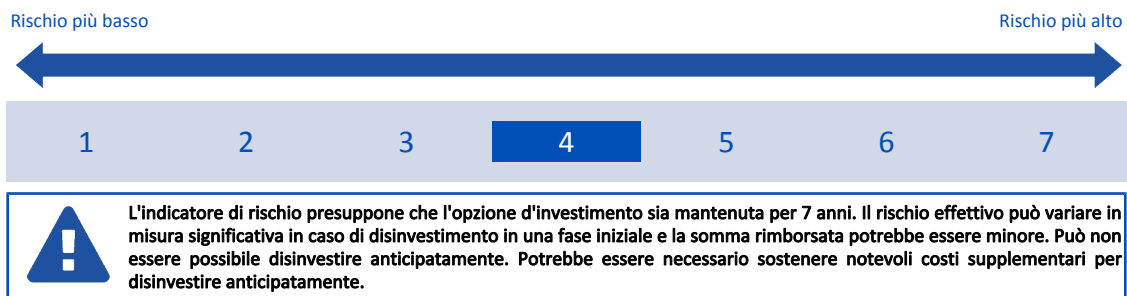 Rischio più basso Rischio più alto
1 2 3 4 5 6 7
L'indicatore di rischio presuppone che l'opzione d'investimento sia mantenuta per 7 anni. Il rischio effettivo può variare in
misura significativa in caso di disinvestimento in una fase iniziale e la somma rimborsata potrebbe essere minore. Può non
essere possibile disinvestire anticipatamente. Potrebbe essere necessario sostenere notevoli costi supplementari per
disinvestire anticipatamente.